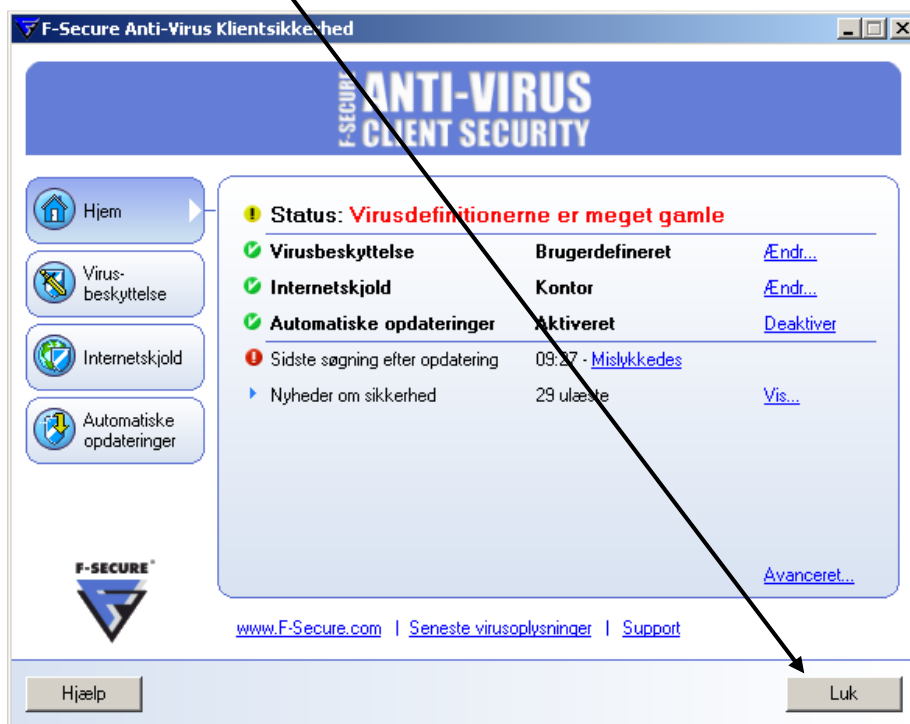 F-Secure Anti-Virus Klientsikkerhed
F-SECURE
ANTI-VIRUS
CLIENT SECURITY
Hjem
Virus-
beskyttelse
Internetskjold
Automatiske
opdateringer
Status: Virusdefinitionerne er meget gamle
Virusbeskyttelse Brugerdefineret Ændr...
Internetskjold Kontor Ændr...
Automatiske opdateringer Aktiveret Deaktiver
Sidste søgning efter opdatering 09:27 - Mislykkedes
Nyheder om sikkerhed 29 ulæste Vis...
Avanceret...
F-SECURE®
www.F-Secure.com | Seneste virusoplysninger | Support
Hjælp
Luk